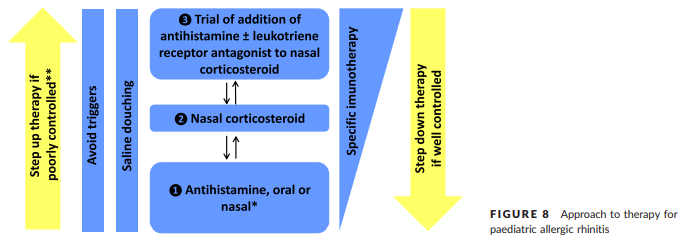 Step up therapy if
poorly controlled**
Avoid triggers
Saline douching
❸ Trial of addition of
antihistamine ± leukotriene
receptor antagonist to nasal
corticosteroid
❷ Nasal corticosteroid
❶ Antihistamine, oral or
nasal*
Specific imunotherapy
Step down therapy
if well controlled
FIGURE 8 Approach to therapy for
paediatric allergic rhinitis